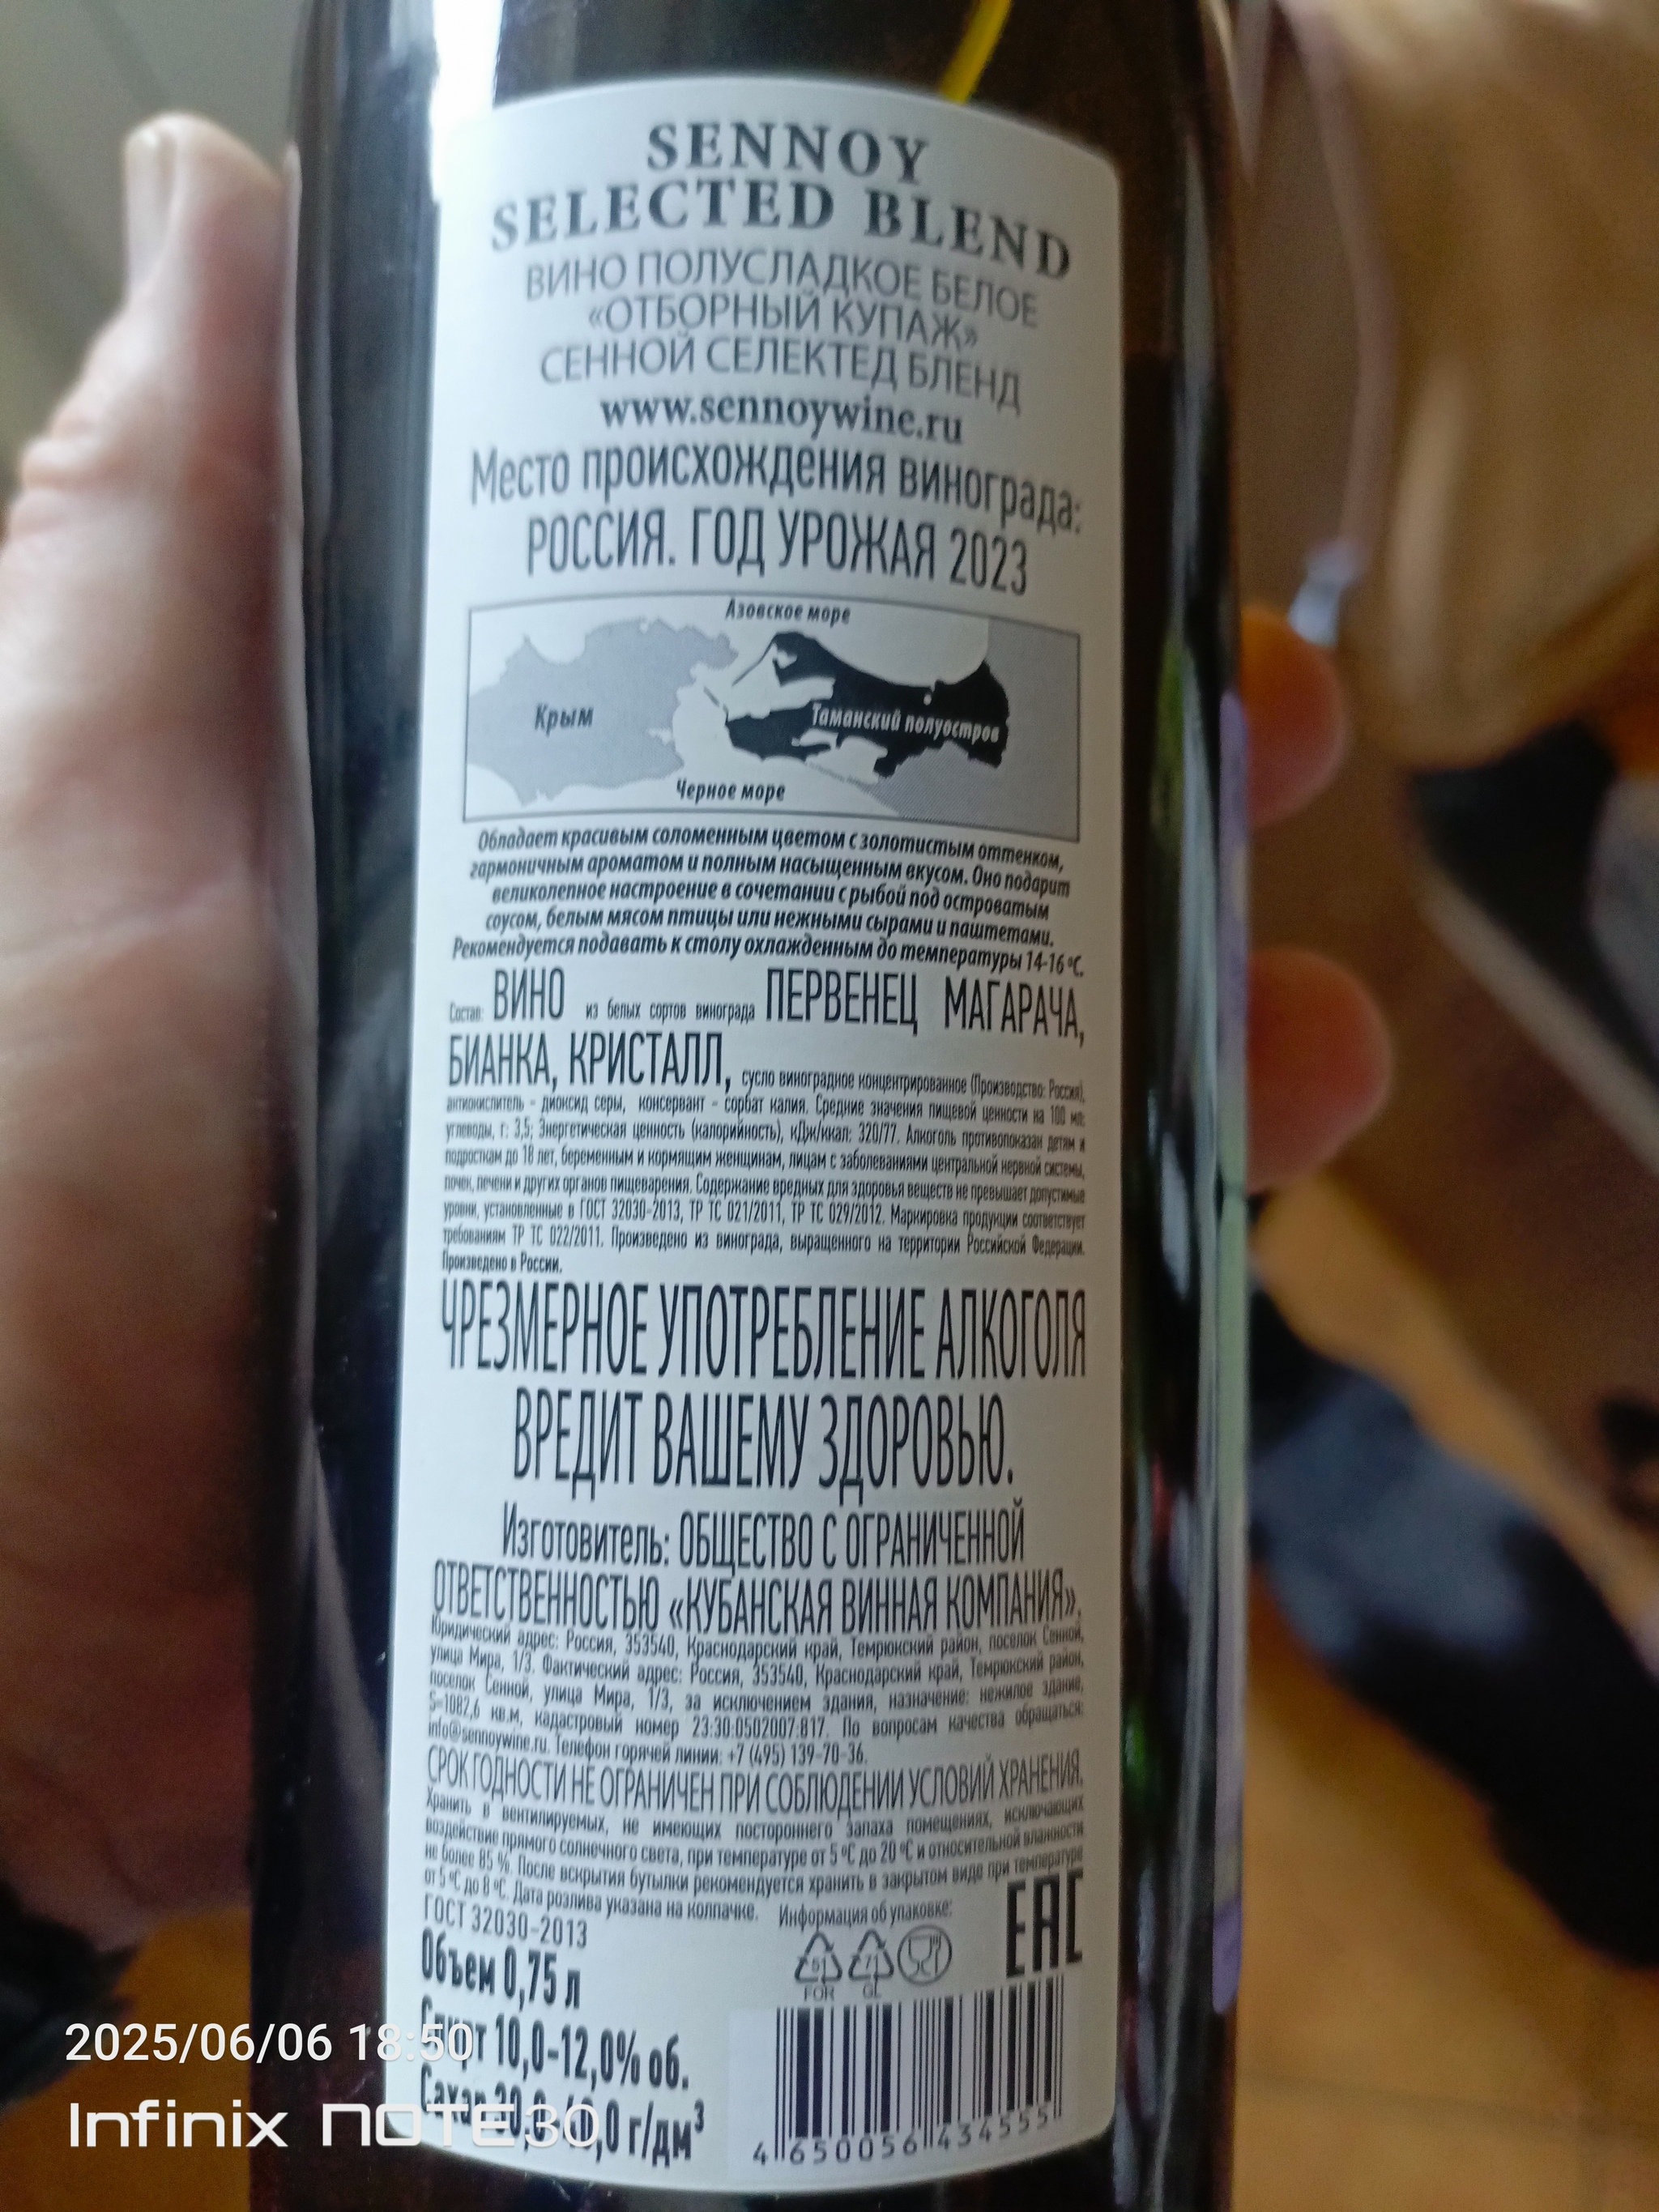 SENNOY
SELECTED BLEND
ВИНО ПОЛУСЛАДКОЕ БЕЛОЕ
«ОТБОРНЫЙ КУПАЖ»
СЕННОЙ СЕЛЕКТЕД БЛЕНД
www.sennoywine.ru
Место происхождения винограда:
РОССИЯ. ГОД УРОЖАЯ 2023
Азовское море
Крым
Таманский полуостров
Черное море
Обладает красивым соломенным цветом с золотистым оттенком,
гармоничным ароматом и полным насыщенным вкусом. Оно подарит
великолепное настроение в сочетании с рыбой под островатым
соусом, белым мясом птицы или нежными сырами и паштетами.
Рекомендуется подавать к столу охлажденным до температуры 14-16 °С.
Состав: ВИНО из белых сортов винограда ПЕРВЕНЕЦ МАГАРАЧА,
БИАНКА, КРИСТАЛЛ, сусло виноградное концентрированное (Производство: Россия),
антиокислитель - диоксид серы, консервант - сорбат калия. Средние значения пищевой ценности на 100 мл:
углеводы, г: 3,5; Энергетическая ценность (калорийность), кДж/ккал: 320/77. Алкоголь противопоказан детям и
подросткам до 18 лет, беременным и кормящим женщинам, лицам с заболеваниями центральной нервной системы,
почек, печени и других органов пищеварения. Содержание вредных для здоровья веществ не превышает допустимые
уровни, установленные в ГОСТ 32030-2013, ТР ТС 021/2011, ТР ТС 029/2012. Маркировка продукции соответствует
требованиям ТР ТС 022/2011. Произведено из винограда, выращенного на территории Российской Федерации.
Произведено в России.
ЧРЕЗМЕРНОЕ УПОТРЕБЛЕНИЕ АЛКОГОЛЯ
ВРЕДИТ ВАШЕМУ ЗДОРОВЬЮ.
Изготовитель: ОБЩЕСТВО С ОГРАНИЧЕННОЙ
ОТВЕТСТВЕННОСТЬЮ «КУБАНСКАЯ ВИННАЯ КОМПАНИЯ».
Юридический адрес: Россия, 353540, Краснодарский край, Темрюкский район, поселок Сенной,
улица Мира, 1/3. Фактический адрес: Россия, 353540, Краснодарский край, Темрюкский район,
поселок Сенной, улица Мира, 1/3, за исключением здания, назначение: нежилое здание,
S=1082,6 кв.м, кадастровый номер 23:30:0502007:817. По вопросам качества обращаться:
info@sennoywine.ru. Телефон горячей линии: +7 (495) 139-70-36.
СРОК ГОДНОСТИ НЕ ОГРАНИЧЕН ПРИ СОБЛЮДЕНИИ УСЛОВИЙ ХРАНЕНИЯ.
Хранить в вентилируемых, не имеющих постороннего запаха помещениях, исключающих
воздействие прямого солнечного света, при температуре от 5 °С до 20 °С и относительной влажности
не более 85 %. После вскрытия бутылки рекомендуется хранить в закрытом виде при температуре
от 5 °С до 8 °С. Дата розлива указана на колпачке. Информация об упаковке:
ГОСТ 32030-2013
EAC
Объем 0,75 л
51 71
FOR GL
Спирт 10,0-12,0% об.
Сахар 30,0-40,0 г/дм³
4 650056 434555
2025/06/06 18:50
Infinix NOTE30